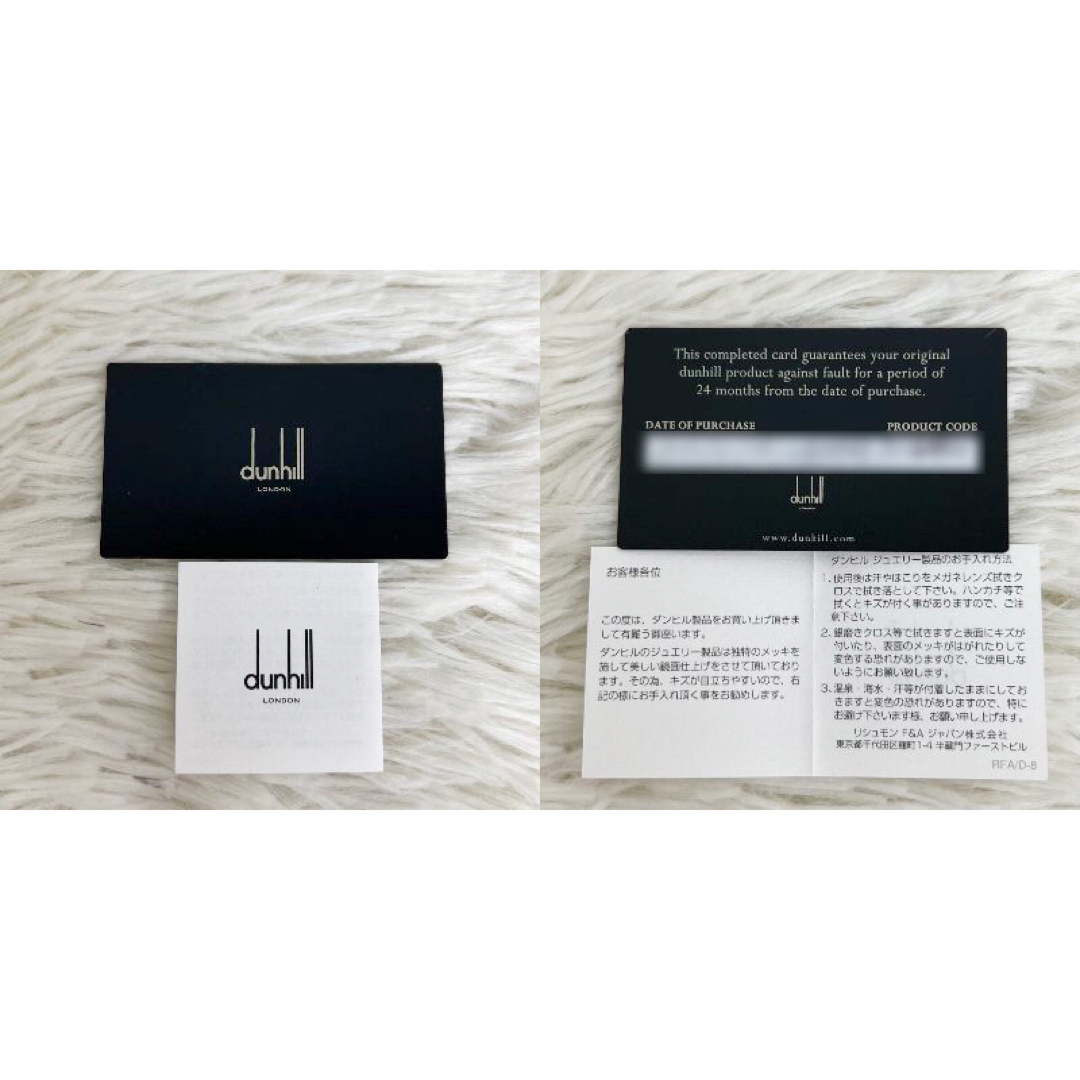 dunhill
LONDON
dunhill
LONDON
This completed card guarantees your original
dunhill product against fault for a period of
24 months from the date of purchase.
DATE OF PURCHASE PRODUCT CODE
dunhill
www.dunhill.com
お客様各位
この度は、ダンヒル製品をお買い上げ頂きま
して有難う御座います。
ダンヒルのジュエリー製品は独特のメッキを
施して美しい鏡面仕上げをさせて頂いており
ます。その為、キズが目立ちやすいので、右
記の様にお手入れ頂く事をお勧めします。
ダンヒル ジュエリー製品のお手入れ方法
1. 使用後は汗やほこりをメガネレンズ拭きク
ロスで拭き落として下さい。ハンカチ等で
拭くとキズが付く事がありますので、ご注
意下さい。
2. 銀磨きクロス等で拭きますと表面にキズが
付いたり、表面のメッキがはがれたりして
変色する恐れがありますので、ご使用しな
いようにお願い致します。
3. 温泉・海水・汗等が付着したままにしてお
きますと変色の恐れがありますので、特に
お避け下さいます様、お願い申し上げます。
リシュモン F&A ジャパン株式会社
東京都千代田区麹町1-4 半蔵門ファーストビル
RFA/D-8